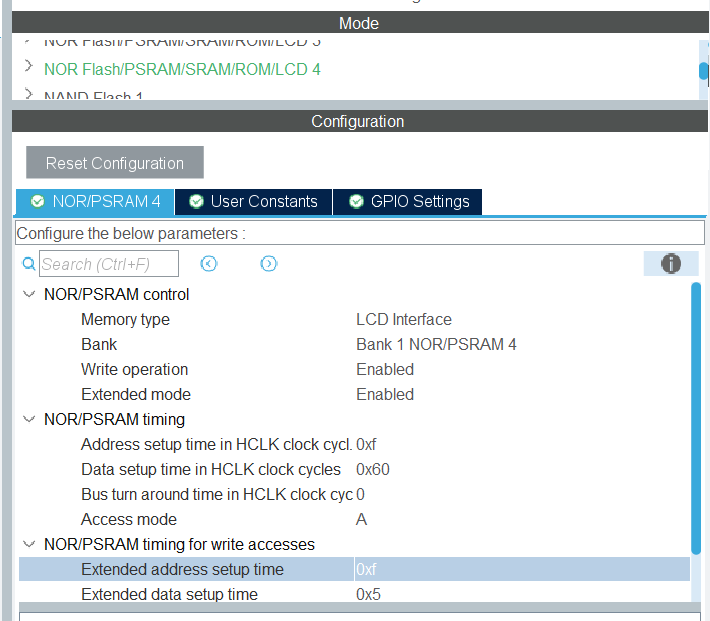 Mode
NOR Flash/PSRAM/SRAM/ROM/LCD 3
NOR Flash/PSRAM/SRAM/ROM/LCD 4
NAND Flash 1
Configuration
Reset Configuration
NOR/PSRAM 4
User Constants
GPIO Settings
Configure the below parameters :
Search (Ctrl+F)
NOR/PSRAM control
Memory type LCD Interface
Bank Bank 1 NOR/PSRAM 4
Write operation Enabled
Extended mode Enabled
NOR/PSRAM timing
Address setup time in HCLK clock cycl. 0xf
Data setup time in HCLK clock cycles 0x60
Bus turn around time in HCLK clock cyc 0
Access mode A
NOR/PSRAM timing for write accesses
Extended address setup time 0xf
Extended data setup time 0x5